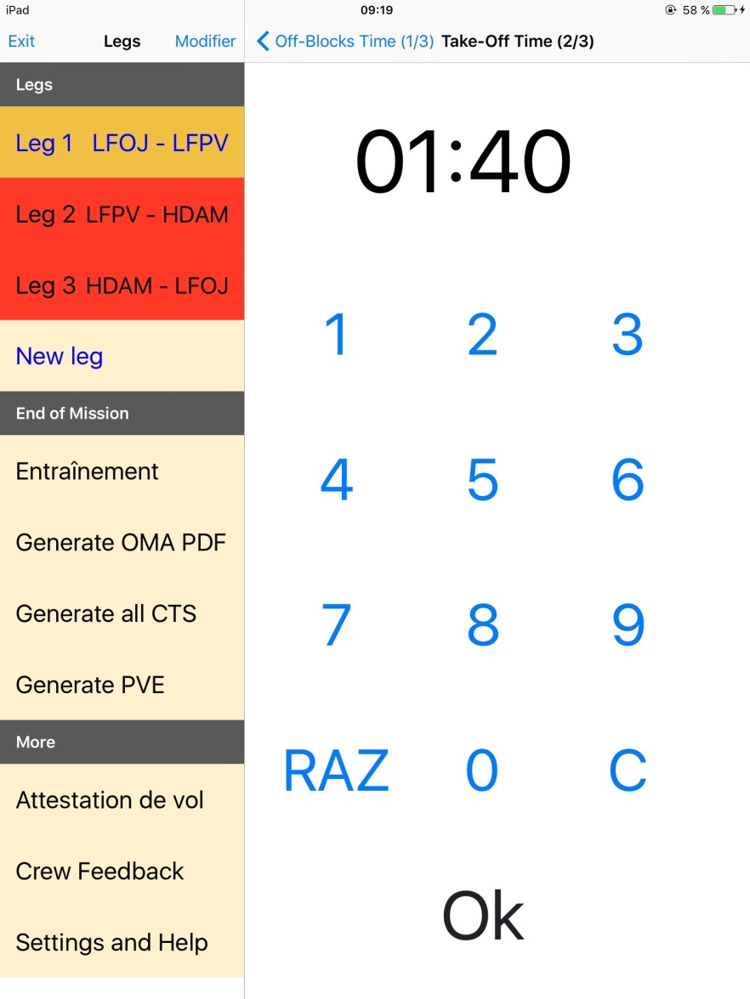 iPad 09:19 58 %
Exit Legs Modifier
Off-Blocks Time (1/3) Take-Off Time (2/3)
Legs
Leg 1 LFOJ - LFPV
Leg 2 LFPV - HDAM
Leg 3 HDAM - LFOJ
New leg
End of Mission
Entraînement
Generate OMA PDF
Generate all CTS
Generate PVE
More
Attestation de vol
Crew Feedback
Settings and Help
01:40
1 2 3
4 5 6
7 8 9
RAZ 0 C
Ok